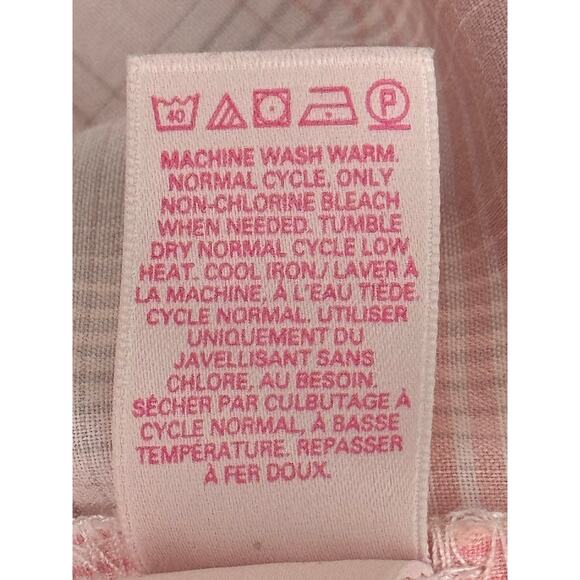 40 P
MACHINE WASH WARM.
NORMAL CYCLE, ONLY
NON-CHLORINE BLEACH
WHEN NEEDED. TUMBLE
DRY NORMAL CYCLE LOW
HEAT. COOL IRON/ LAVER À
LA MACHINE, À L'EAU TIÈDE.
CYCLE NORMAL. UTILISER
UNIQUEMENT DU
JAVELLISANT SANS
CHLORE, AU BESOIN.
SÉCHER PAR CULBUTAGE À
CYCLE NORMAL, À BASSE
TEMPÉRATURE. REPASSER
À FER DOUX.